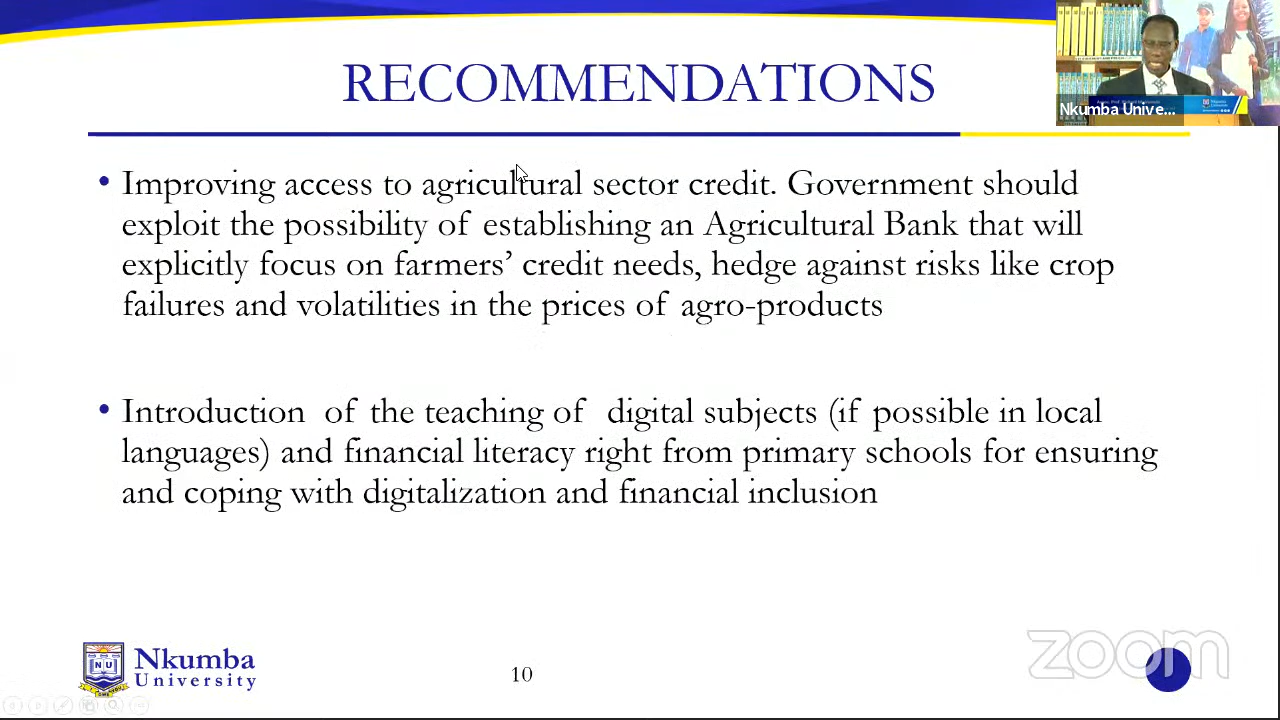 RECOMMENDATIONS
Nkumba Unive...
• Improving access to agricultural sector credit. Government should
exploit the possibility of establishing an Agricultural Bank that will
explicitly focus on farmers’ credit needs, hedge against risks like crop
failures and volatilities in the prices of agro-products
• Introduction of the teaching of digital subjects (if possible in local
languages) and financial literacy right from primary schools for ensuring
and coping with digitalization and financial inclusion
NU
Nkumba
University
10
zoom